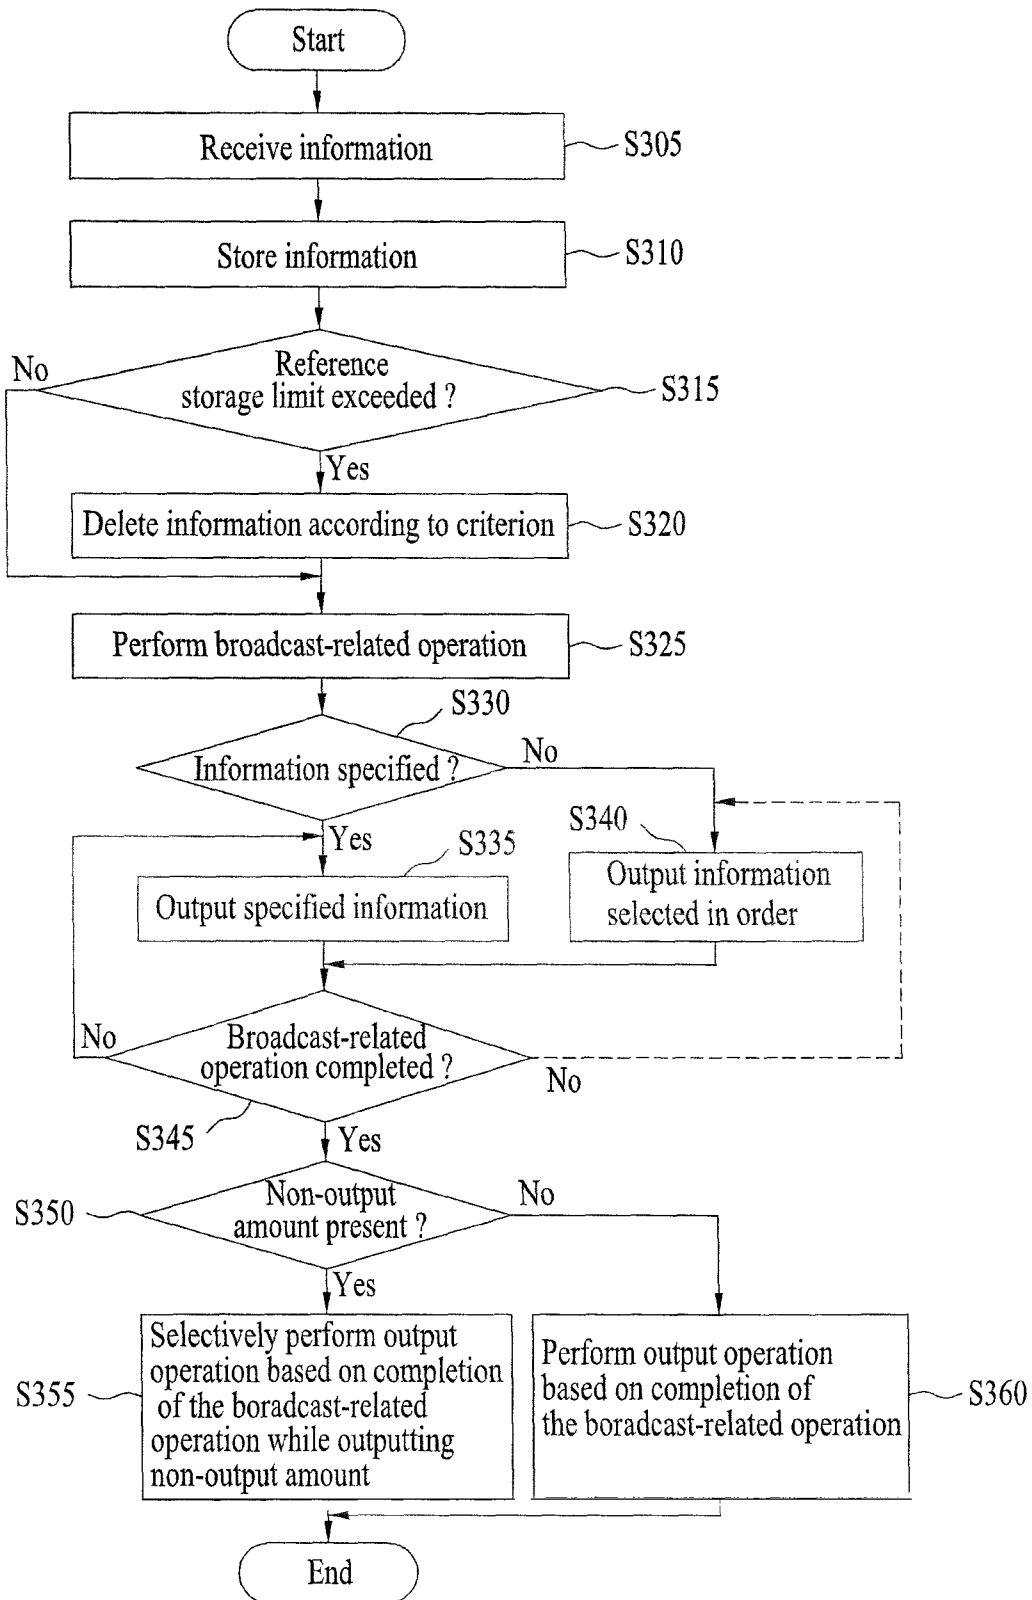 Start
Receive information
S305
Store information
S310
No
Reference
storage limit exceeded ?
S315
Yes
Delete information according to criterion
S320
Perform broadcast-related operation
S325
S330
Information specified ?
No
Yes
S335
S340
Output specified information
Output information
selected in order
No
Broadcast-related
operation completed ?
No
S345
Yes
S350
Non-output
amount present ?
No
Yes
Selectively perform output
operation based on completion
of the boradcast-related
operation while outputting
non-output amount
S355
Perform output operation
based on completion of
the boradcast-related operation
S360
End